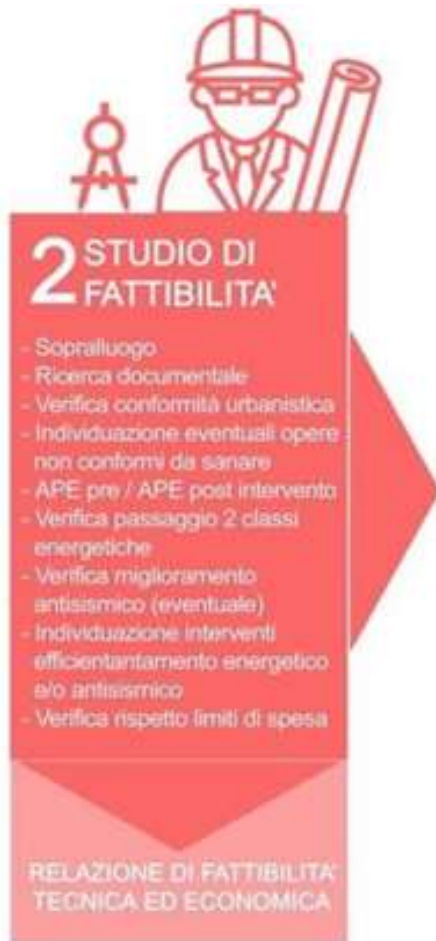 2 STUDIO DI
FATTIBILITA'
- Sopralluogo
- Ricerca documentale
- Verifica conformità urbanistica
- Individuazione eventuali opere
non conformi da sanare
- APE pre / APE post intervento
- Verifica passaggio 2 classi
energetiche
- Verifica miglioramento
antisismico (eventuale)
- Individuazione interventi
efficientantamento energetico
e/o antisismico
- Verifica rispetto limiti di spesa
RELAZIONE DI FATTIBILITA'
TECNICA ED ECONOMICA